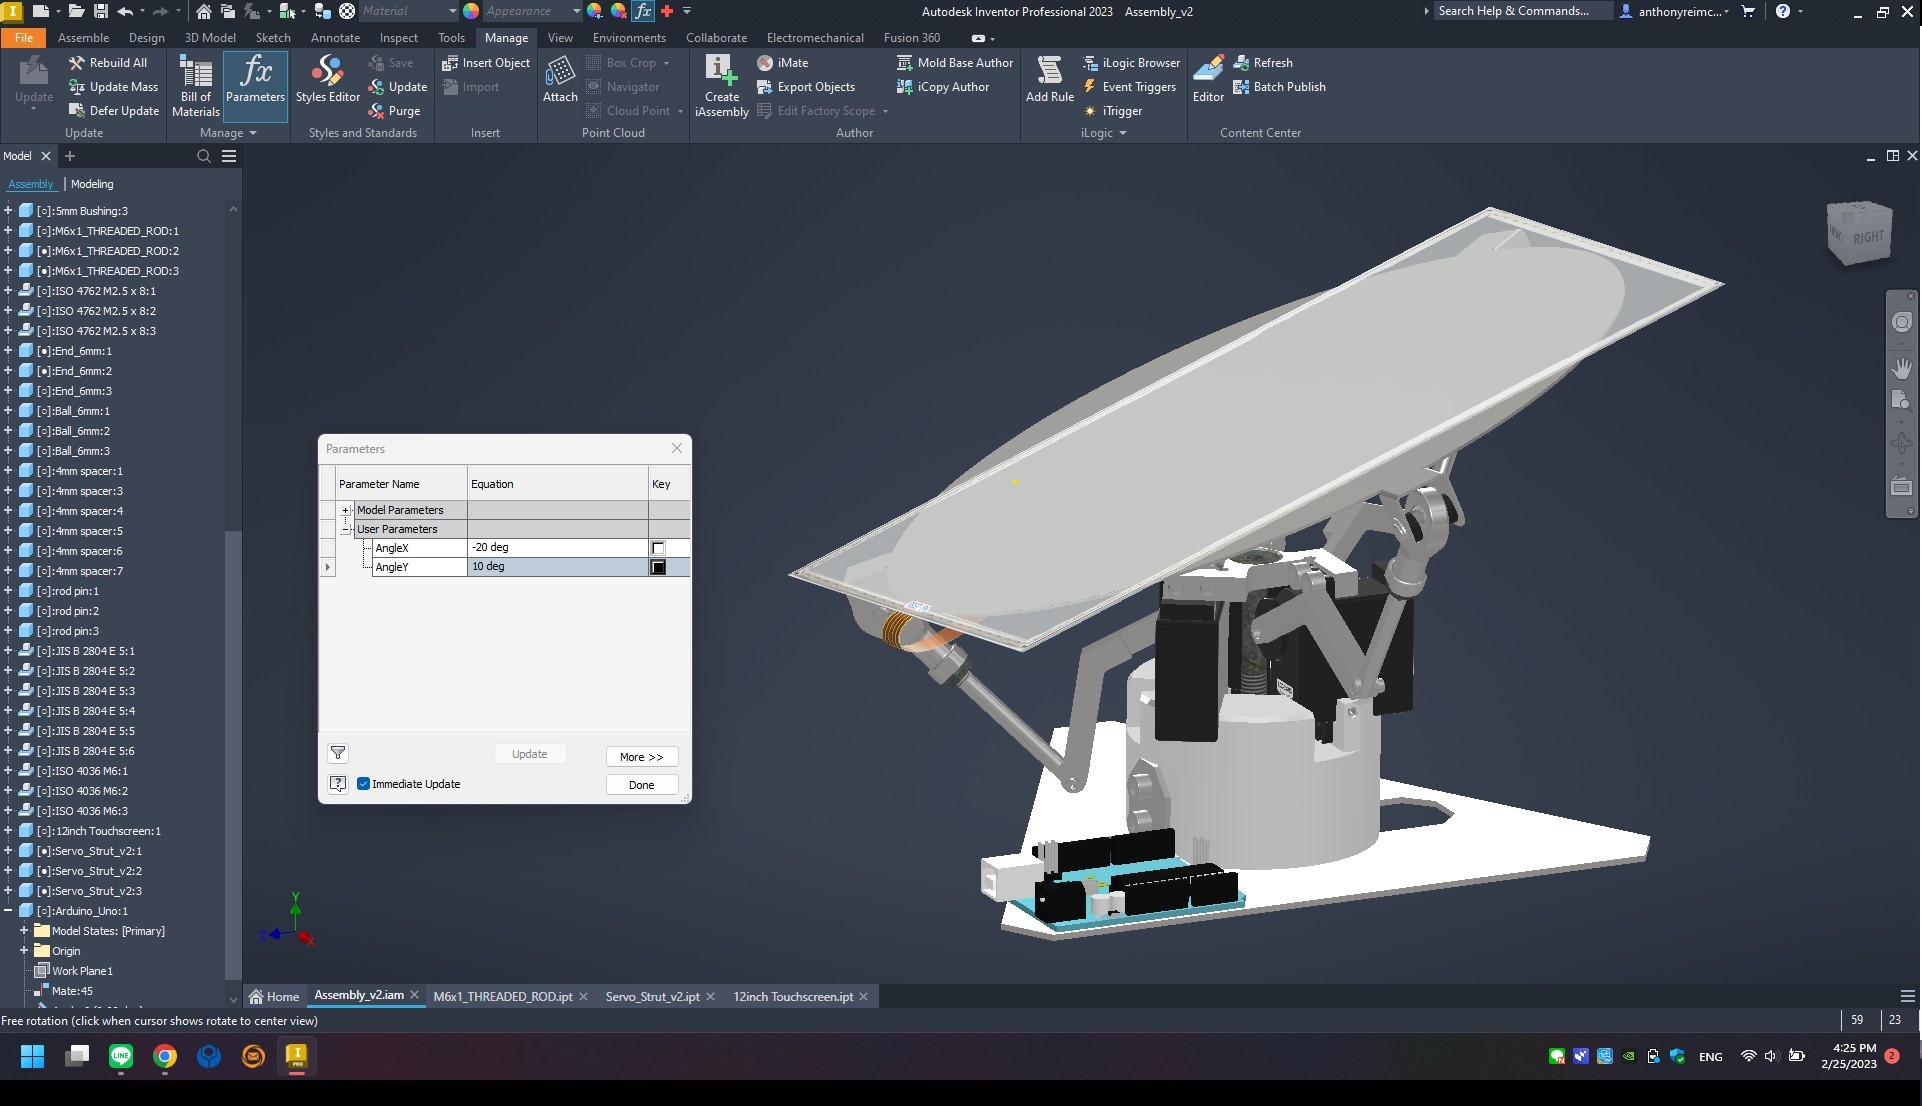 Material
Appearance
fx
Autodesk Inventor Professional 2023 Assembly_v2
Search Help & Commands...
anthonyreimc...
File Assemble Design 3D Model Sketch Annotate Inspect Tools Manage View Environments Collaborate Electromechanical Fusion 360
Update
Rebuild All
Update Mass
Defer Update
Update
Bill of Materials
fx
Parameters
Manage
Styles Editor
Save
Update
Purge
Styles and Standards
Insert Object
Import
Insert
Attach
Box Crop
Navigator
Cloud Point
Point Cloud
Create iAssembly
iMate
Export Objects
Edit Factory Scope
Mold Base Author
iCopy Author
Author
Add Rule
iLogic Browser
Event Triggers
iTrigger
iLogic
Editor
Refresh
Batch Publish
Content Center
Model
Assembly | Modeling
[○]:5mm Bushing:3
[○]:M6x1_THREADED_ROD:1
[●]:M6x1_THREADED_ROD:2
[●]:M6x1_THREADED_ROD:3
[○]:ISO 4762 M2.5 x 8:1
[○]:ISO 4762 M2.5 x 8:2
[○]:ISO 4762 M2.5 x 8:3
[●]:End_6mm:1
[●]:End_6mm:2
[○]:End_6mm:3
[○]:Ball_6mm:1
[○]:Ball_6mm:2
[○]:Ball_6mm:3
[○]:4mm spacer:1
[○]:4mm spacer:3
[○]:4mm spacer:4
[○]:4mm spacer:5
[○]:4mm spacer:6
[○]:4mm spacer:7
[○]:rod pin:1
[○]:rod pin:2
[○]:rod pin:3
[○]:JIS B 2804 E 5:1
[○]:JIS B 2804 E 5:2
[○]:JIS B 2804 E 5:3
[○]:JIS B 2804 E 5:4
[○]:JIS B 2804 E 5:5
[○]:JIS B 2804 E 5:6
[○]:ISO 4036 M6:1
[○]:ISO 4036 M6:2
[○]:ISO 4036 M6:3
[○]:12inch Touchscreen:1
[●]:Servo_Strut_v2:1
[●]:Servo_Strut_v2:2
[●]:Servo_Strut_v2:3
[○]:Arduino_Uno:1
Model States: [Primary]
Origin
Work Plane1
Mate:45
Parameters
Parameter Name Equation Key
Model Parameters
User Parameters
AngleX -20 deg
AngleY 10 deg
Update
More >>
Immediate Update
Done
RIGHT
Y
Z
X
Home
Assembly_v2.iam
M6x1_THREADED_ROD.ipt
Servo_Strut_v2.ipt
12inch Touchscreen.ipt
Free rotation (click when cursor shows rotate to center view)
59
23
LINE
I
PRO
ENG
4:25 PM
2/25/2023
2